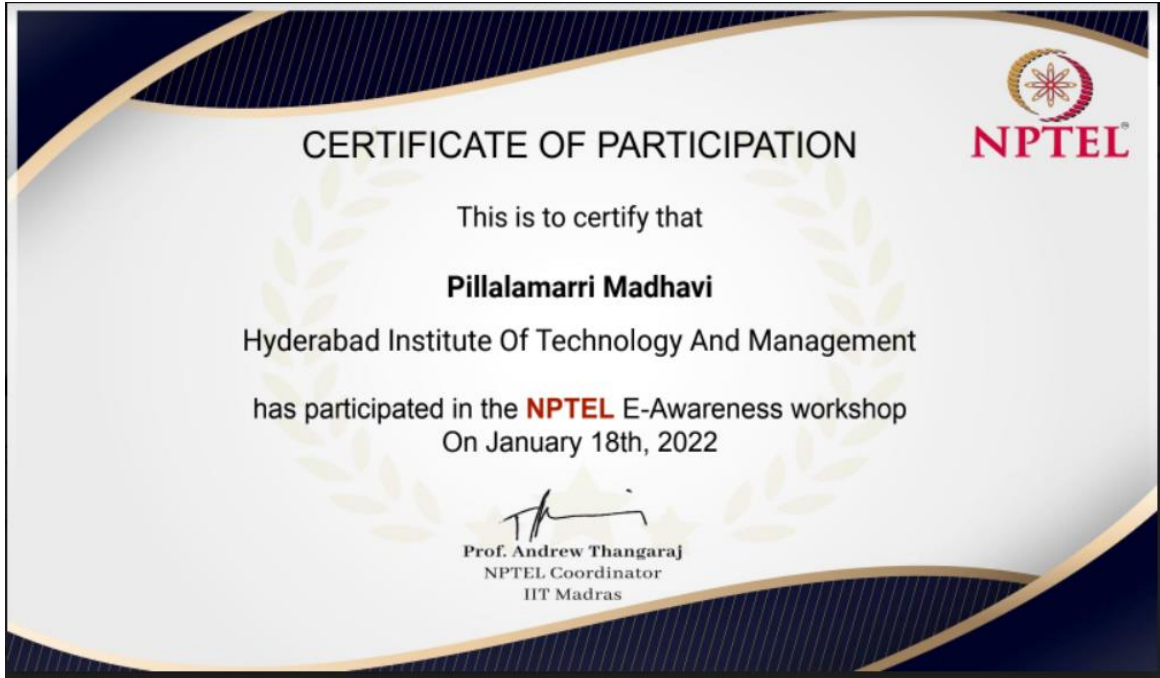 NPTEL®
CERTIFICATE OF PARTICIPATION
This is to certify that
Pillalamarri Madhavi
Hyderabad Institute Of Technology And Management
has participated in the NPTEL E-Awareness workshop
On January 18th, 2022
Prof. Andrew Thangaraj
NPTEL Coordinator
IIT Madras